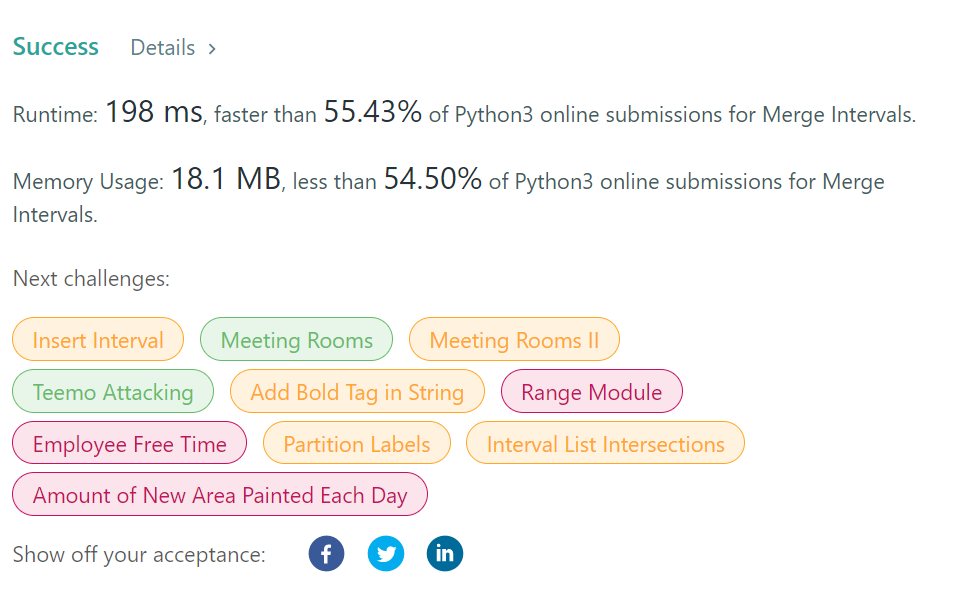 Success Details >
Runtime: 198 ms, faster than 55.43% of Python3 online submissions for Merge Intervals.
Memory Usage: 18.1 MB, less than 54.50% of Python3 online submissions for Merge
Intervals.
Next challenges:
Insert Interval Meeting Rooms Meeting Rooms II
Teemo Attacking Add Bold Tag in String Range Module
Employee Free Time Partition Labels Interval List Intersections
Amount of New Area Painted Each Day
Show off your acceptance: f in